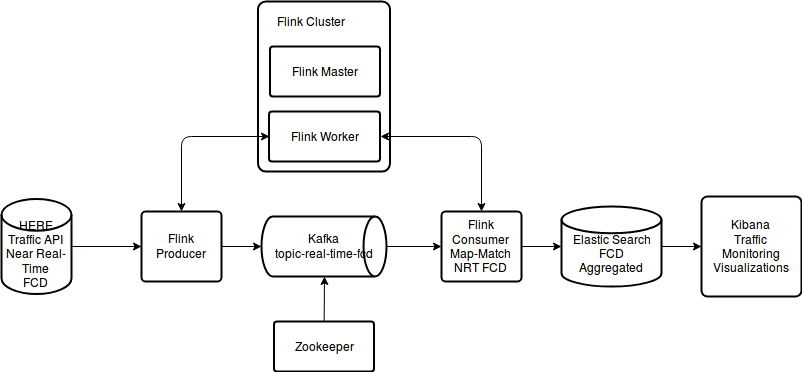 Flink Cluster
Flink Master
Flink Worker
HERE
Traffic API
Near Real-
Time
FCD
Flink
Producer
Kafka
topic-real-time-fcd
Flink
Consumer
Map-Match
NRT FCD
Elastic Search
FCD
Aggregated
Kibana
Traffic
Monitoring
Visualizations
Zookeeper